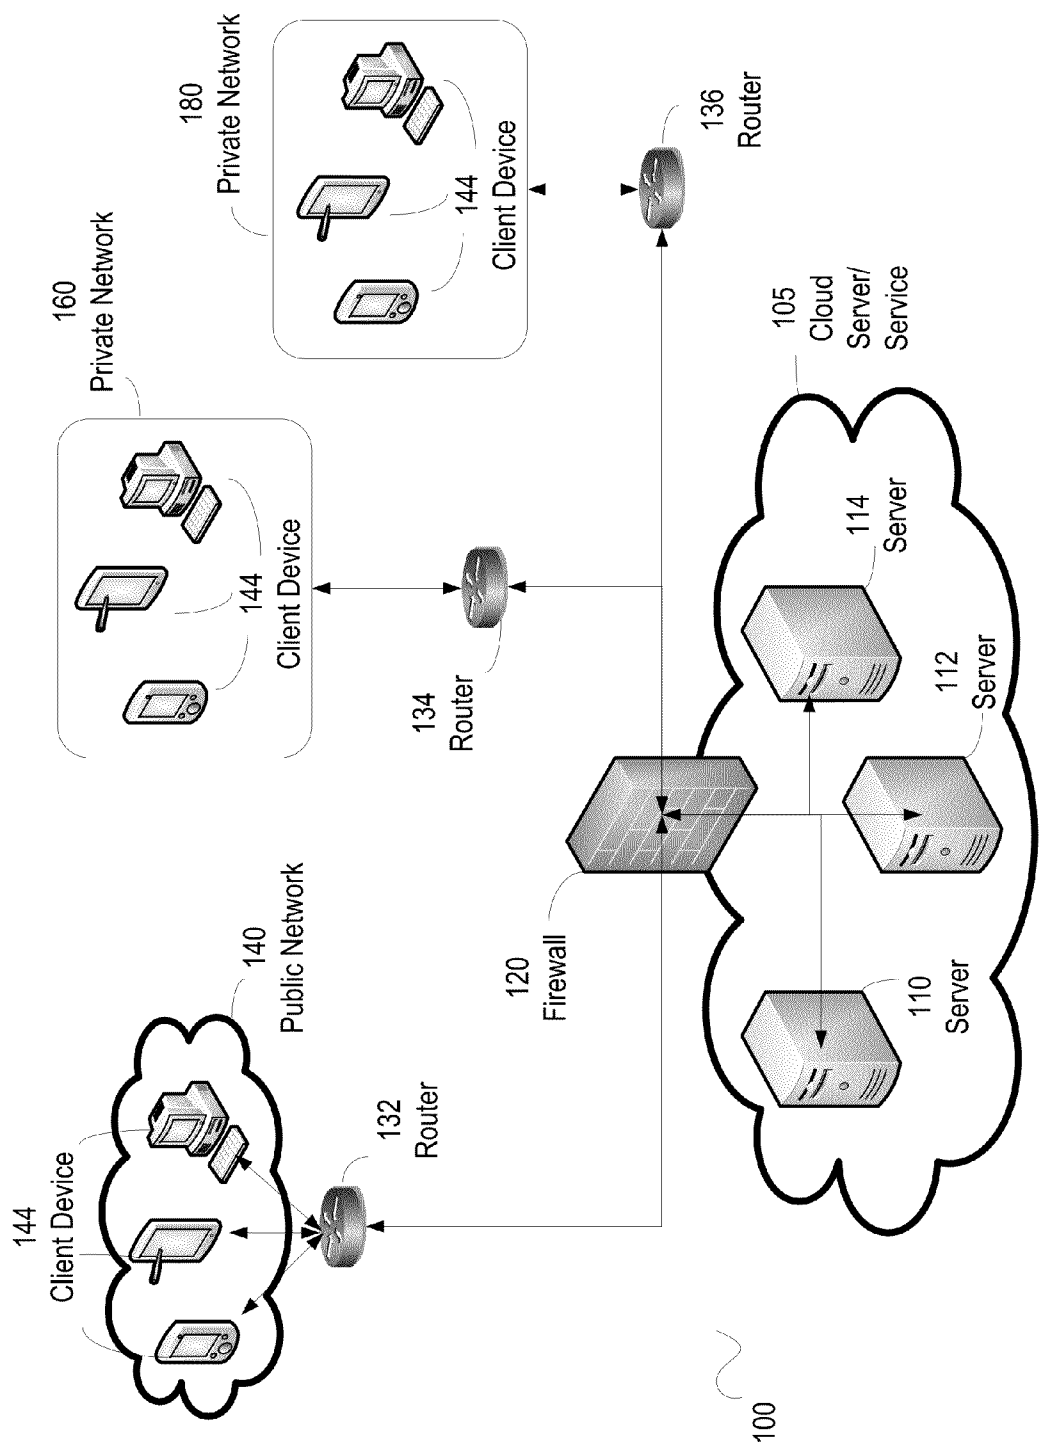 144
Client Device
140
Public Network
132
Router
160
Private Network
144
Client Device
134
Router
180
Private Network
144
Client Device
136
Router
120
Firewall
105
Cloud
Server/
Service
110
Server
112
Server
114
Server
100